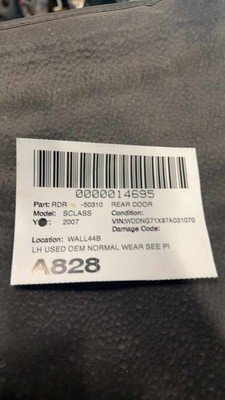 0000014695
Part: RDR -50310 REAR DOOR
Model: SCLASS Condition:
2007 VIN:WDDNG71X97A031070
Damage Code:
Location: WALL44B
LH USED OEM NORMAL WEAR SEE PI
A828